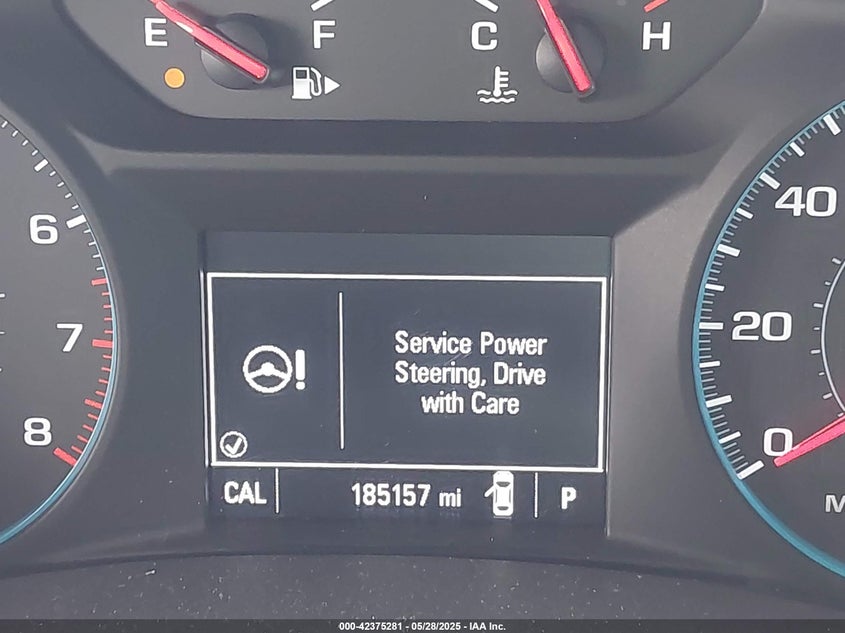 E F C H
6
7
8
40
20
0
Service Power
Steering, Drive
with Care
CAL 185157 mi P
000-42375281 - 05/28/2025 - IAA Inc.